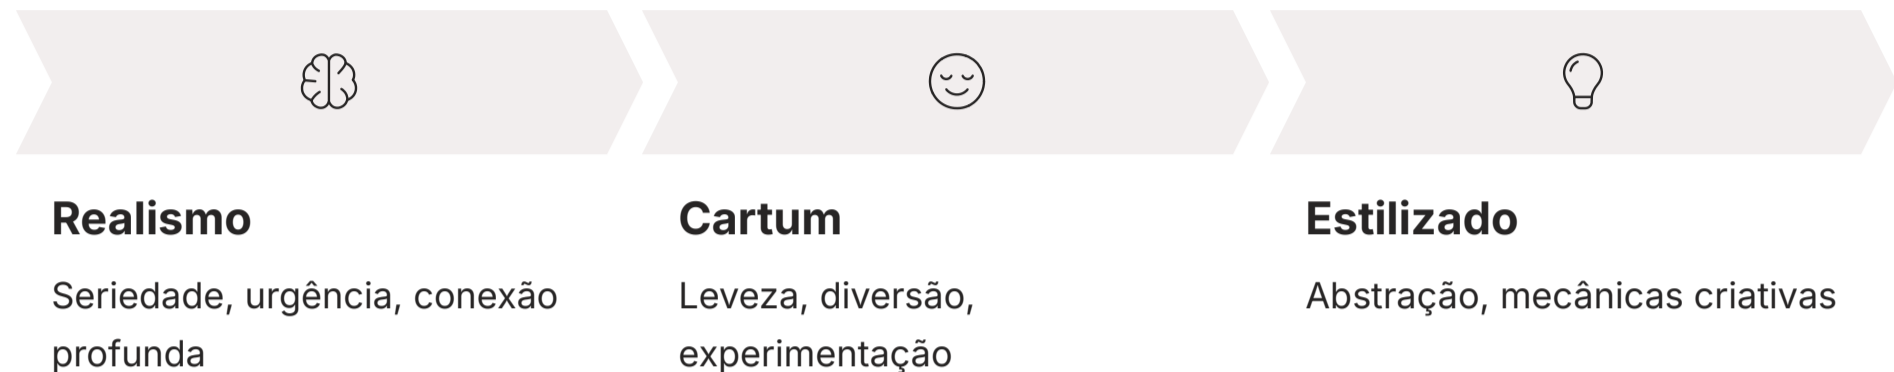 Realismo
Seriedade, urgência, conexão
profunda
Cartum
Leveza, diversão,
experimentação
Estilizado
Abstração, mecânicas criativas